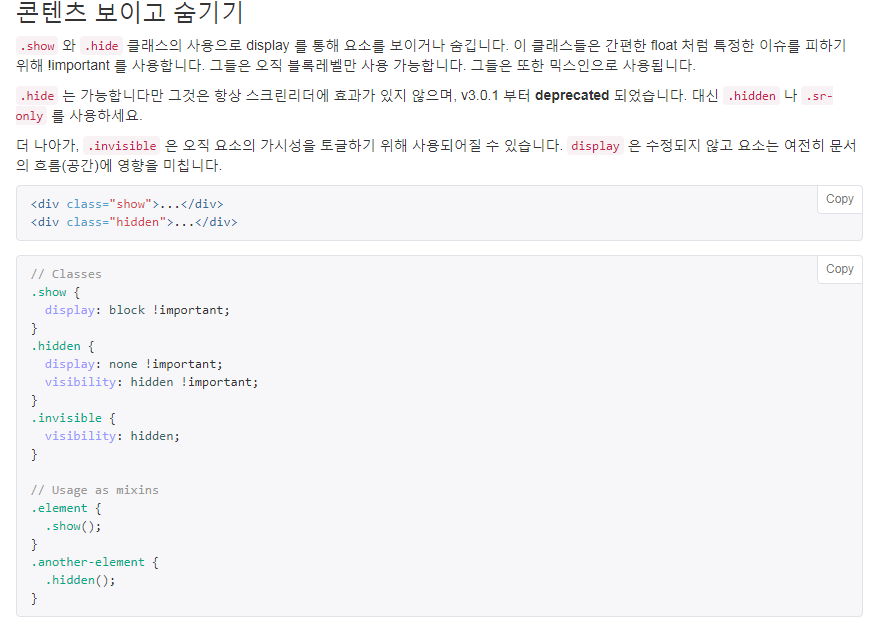 콘텐츠 보이고 숨기기
.show 와 .hide 클래스의 사용으로 display 를 통해 요소를 보이거나 숨깁니다. 이 클래스들은 간편한 float 처럼 특정한 이슈를 피하기
위해 !important 를 사용합니다. 그들은 오직 블록레벨만 사용 가능합니다. 그들은 또한 믹스인으로 사용됩니다.
.hide 는 가능합니다만 그것은 항상 스크린리더에 효과가 있지 않으며, v3.0.1 부터 deprecated 되었습니다. 대신 .hidden 나 .sr-
only 를 사용하세요.
더 나아가, .invisible 은 오직 요소의 가시성을 토글하기 위해 사용되어질 수 있습니다. display 은 수정되지 않고 요소는 여전히 문서
의 흐름(공간)에 영향을 미칩니다.
Copy
<div class="show">...</div>
<div class="hidden">...</div>
Copy
// Classes
.show {
  display: block !important;
}
.hidden {
  display: none !important;
  visibility: hidden !important;
}
.invisible {
  visibility: hidden;
}

// Usage as mixins
.element {
  .show();
}
.another-element {
  .hidden();
}